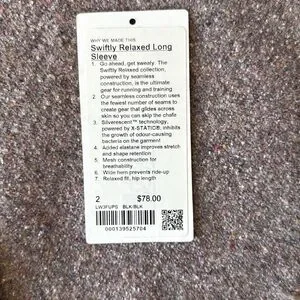 WHY WE MADE THIS
Swiftly Relaxed Long
Sleeve
1. Go ahead, get sweaty. The
Swiftly Relaxed collection,
powered by seamless
construction, is the ultimate
gear for running and training
2. Our seamless construction uses
the fewest number of seams to
create gear that glides across
skin so you can skip the chafe
3. Silverescent™ technology,
powered by X-STATIC®, inhibits
the growth of odour-causing
bacteria on the garment
4. Added elastane improves stretch
and shape retention
5. Mesh construction for
breathability
6. Wide hem prevents ride-up
7. Relaxed fit, hip length
2 $78.00
LW3FUPS BLK/BLK
000139525704